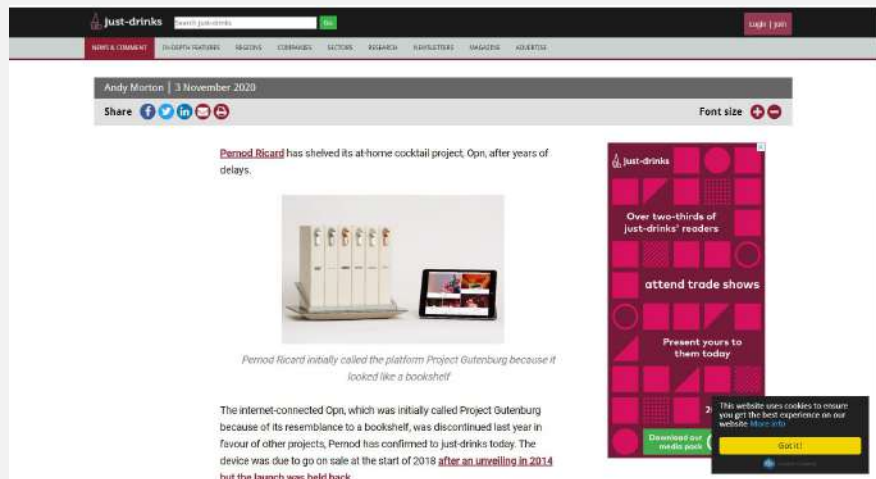 just-drinks
Search just-drinks
Go
Login | Join
NEWS & COMMENT IN-DEPTH FEATURES REGIONS COMPANIES SECTORS RESEARCH NEWSLETTERS MAGAZINE ADVERTISE
Andy Morton | 3 November 2020
Share
Font size
Pernod Ricard has shelved its at-home cocktail project, Opn, after years of
delays.
Pernod Ricard initially called the platform Project Gutenburg because it
looked like a bookshelf
The internet-connected Opn, which was initially called Project Gutenburg
because of its resemblance to a bookshelf, was discontinued last year in
favour of other projects, Pernod has confirmed to just-drinks today. The
device was due to go on sale at the start of 2018 after an unveiling in 2014
but the launch was held back
just-drinks
Over two-thirds of
just-drinks' readers
attend trade shows
Present yours to
them today
Download our
media pack
This website uses cookies to ensure
you get the best experience on our
website More info
Got it!